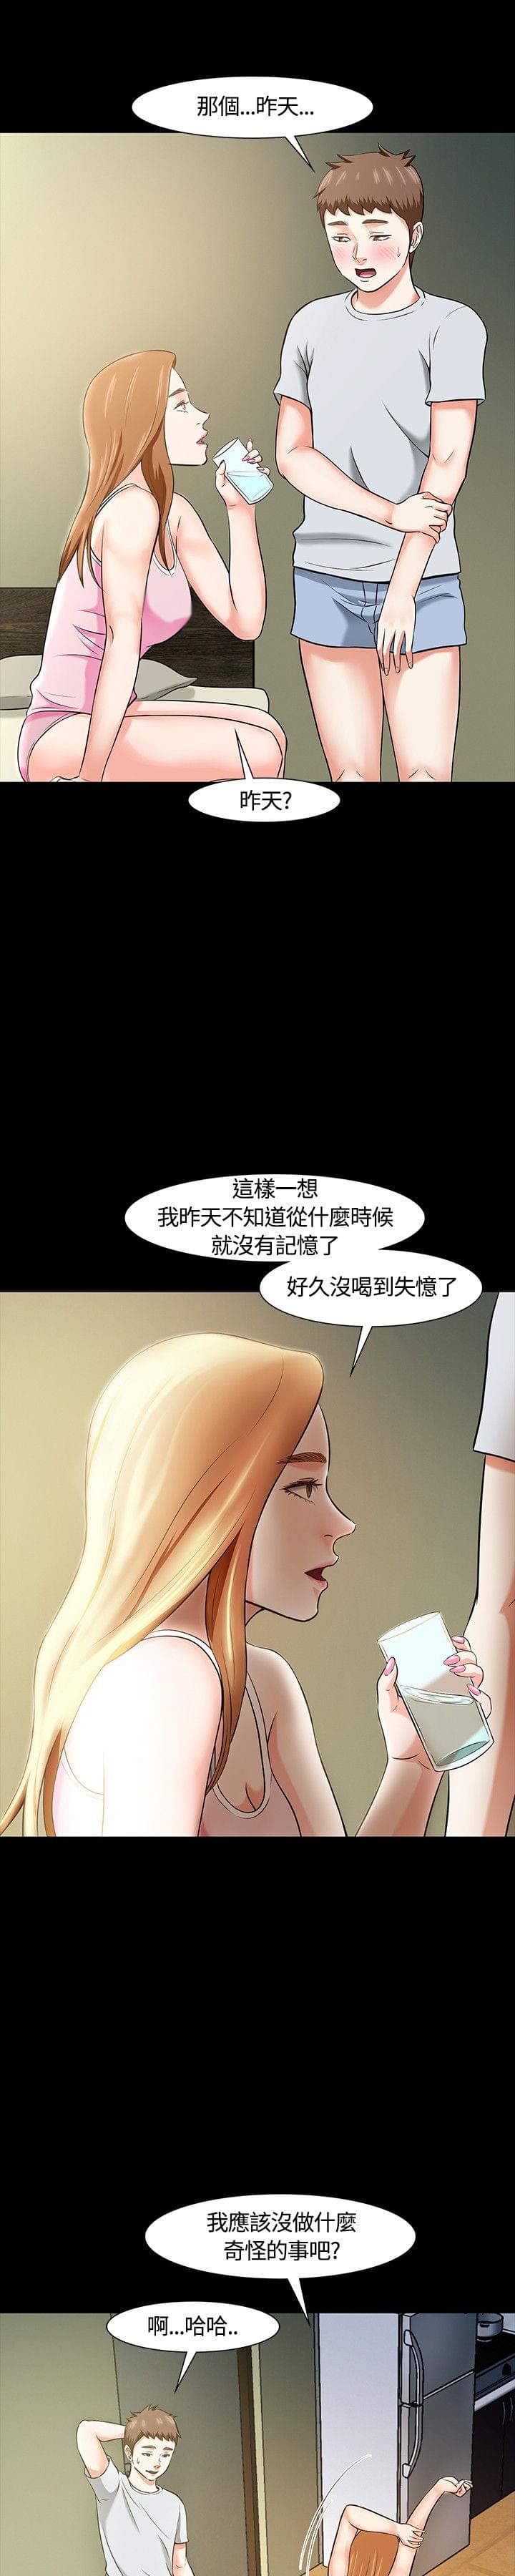 那個...昨天...
昨天?
這樣一想
我昨天不知道從什麼時候
就沒有記憶了
好久沒喝到失憶了
我應該沒做什麼
奇怪的事吧?
啊...哈哈..